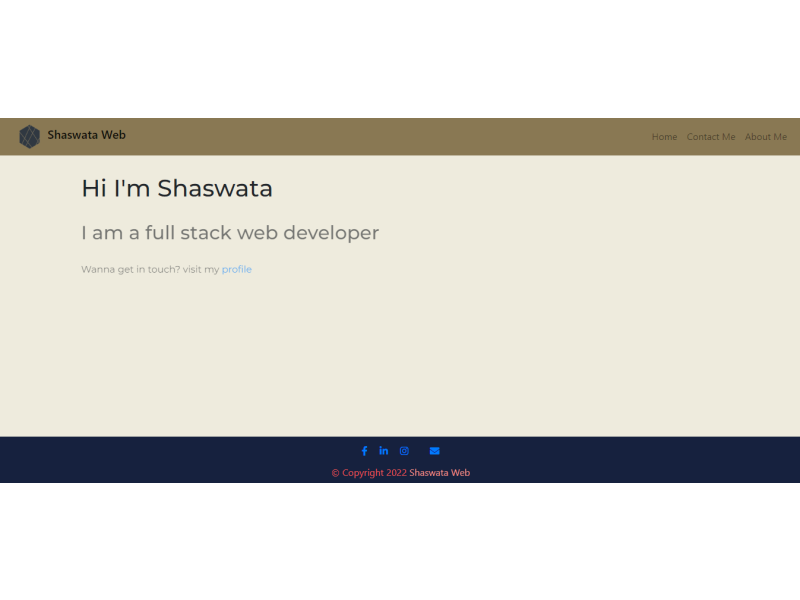 Shaswata Web
Home Contact Me About Me
Hi I'm Shaswata
I am a full stack web developer
Wanna get in touch? visit my profile
© Copyright 2022 Shaswata Web